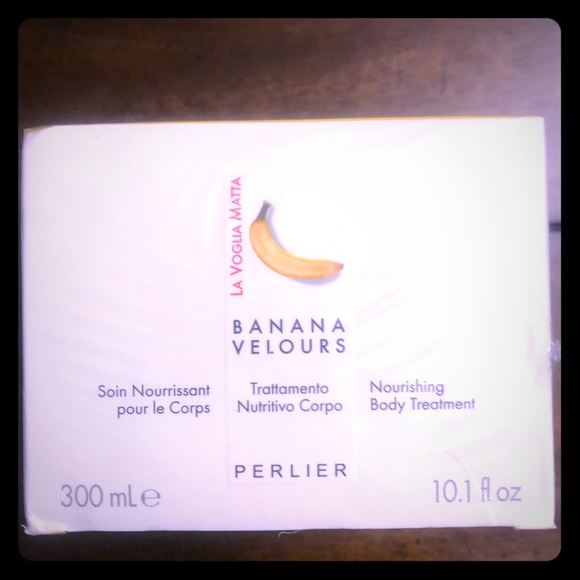 LA VOGLIA MATTA
BANANA
VELOURS
Soin Nourrissant
pour le Corps
Trattamento
Nutritivo Corpo
Nourishing
Body Treatment
PERLIER
300 mL e
10.1 fl oz